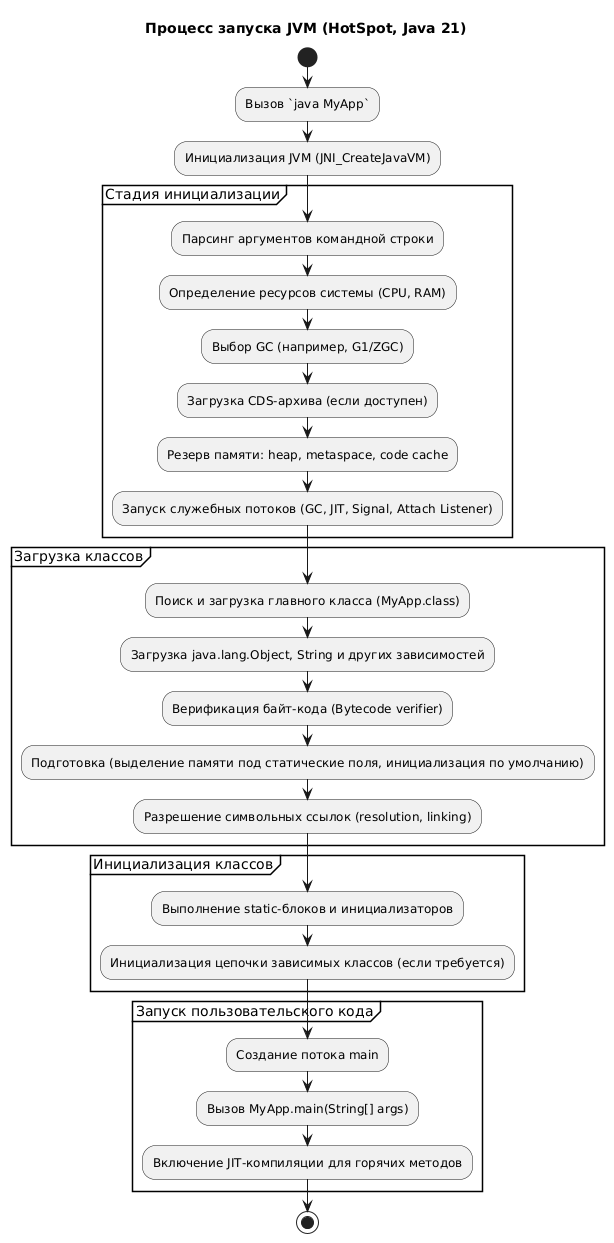 Процесс запуска JVM (HotSpot, Java 21)
Вызов `java MyApp`
Инициализация JVM (JNI_CreateJavaVM)
Стадия инициализации
Парсинг аргументов командной строки
Определение ресурсов системы (CPU, RAM)
Выбор GC (например, G1/ZGC)
Загрузка CDS-архива (если доступен)
Резерв памяти: heap, metaspace, code cache
Запуск служебных потоков (GC, JIT, Signal, Attach Listener)
Загрузка классов
Поиск и загрузка главного класса (MyApp.class)
Загрузка java.lang.Object, String и других зависимостей
Верификация байт-кода (Bytecode verifier)
Подготовка (выделение памяти под статические поля, инициализация по умолчанию)
Разрешение символьных ссылок (resolution, linking)
Инициализация классов
Выполнение static-блоков и инициализаторов
Инициализация цепочки зависимых классов (если требуется)
Запуск пользовательского кода
Создание потока main
Вызов MyApp.main(String[] args)
Включение JIT-компиляции для горячих методов